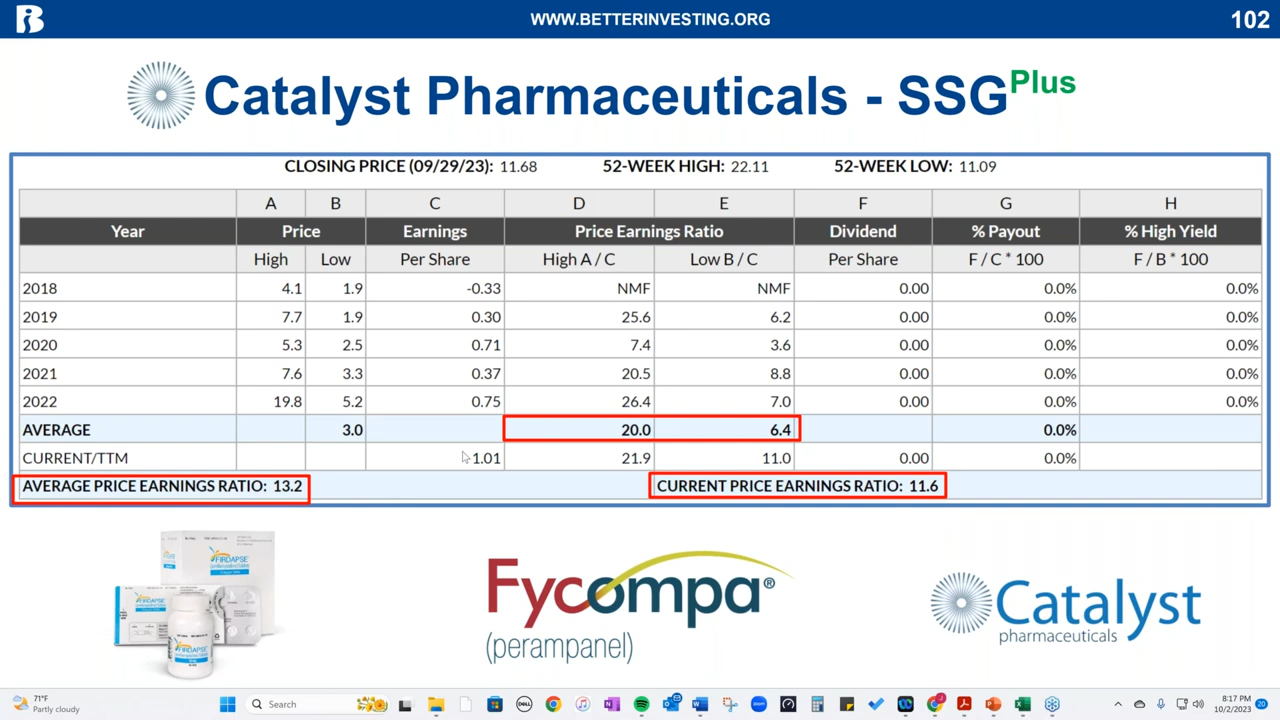 WWW.BETTERINVESTING.ORG
102
Catalyst Pharmaceuticals - SSGPlus
CLOSING PRICE (09/29/23): 11.68 52-WEEK HIGH: 22.11 52-WEEK LOW: 11.09
A B C D E F G H
Year Price Earnings Price Earnings Ratio Dividend % Payout % High Yield
High Low Per Share High A / C Low B / C Per Share F / C * 100 F / B * 100
2018 4.1 1.9 -0.33 NMF NMF 0.00 0.0% 0.0%
2019 7.7 1.9 0.30 25.6 6.2 0.00 0.0% 0.0%
2020 5.3 2.5 0.71 7.4 3.6 0.00 0.0% 0.0%
2021 7.6 3.3 0.37 20.5 8.8 0.00 0.0% 0.0%
2022 19.8 5.2 0.75 26.4 7.0 0.00 0.0% 0.0%
AVERAGE 3.0 20.0 6.4 0.0%
CURRENT/TTM 1.01 21.9 11.0 0.00 0.0%
AVERAGE PRICE EARNINGS RATIO: 13.2 CURRENT PRICE EARNINGS RATIO: 11.6
FIRDAPSE
FIRDAPSE
FIRDAPSE
Fycompa®
(perampanel)
Catalyst
pharmaceuticals
71°F
Partly cloudy
Search
DELL
zoom
8:17 PM
10/2/2023
20